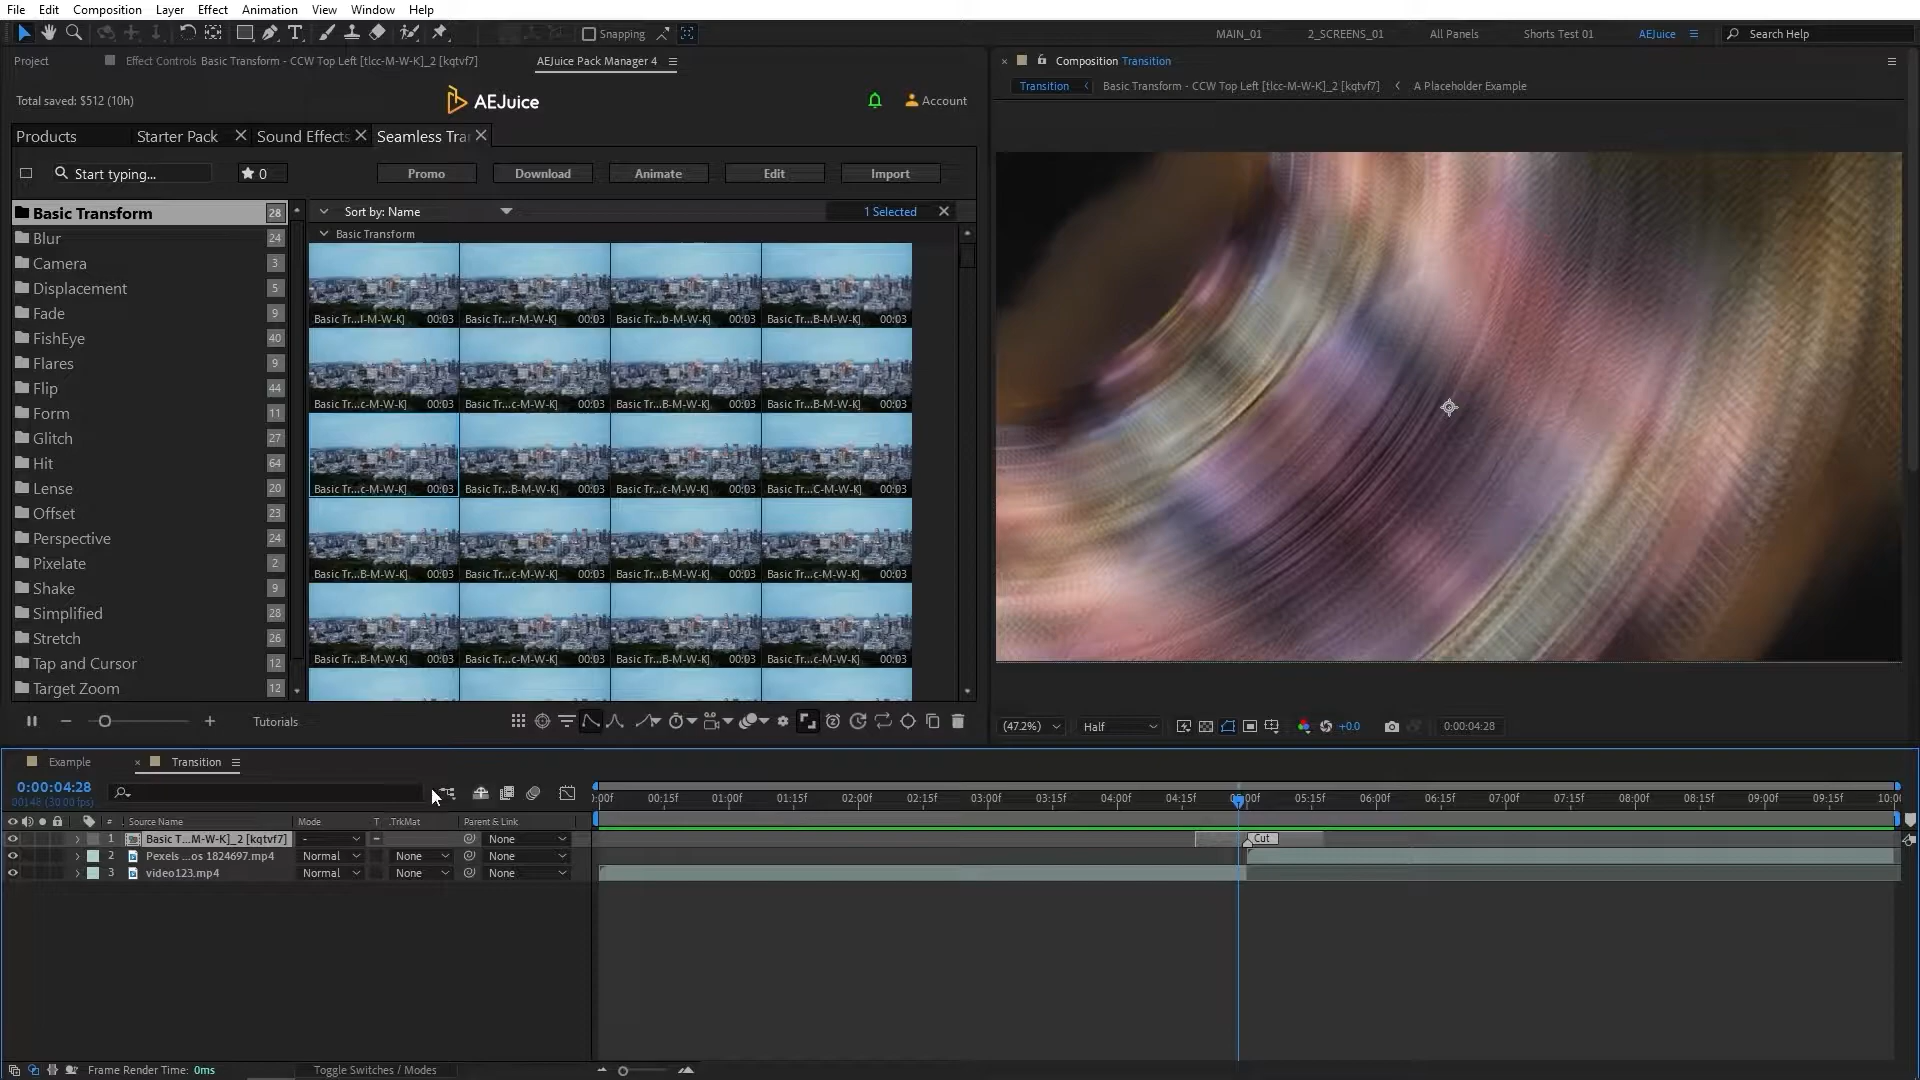 File Edit Composition Layer Effect Animation View Window Help
Snapping MAIN_01 2_SCREENS_01 All Panels Shorts Test 01 AEJuice Search Help
Project Effect Controls Basic Transform - CCW Top Left [tlcc-M-W-K]_2 [kqtvf7] AEJuice Pack Manager 4 Composition Transition
Transition Basic Transform - CCW Top Left [tlcc-M-W-K]_2 [kqtvf7] A Placeholder Example
Total saved: $512 (10h) AEJuice Account
Products Starter Pack Sound Effects Seamless Tra
Start typing... 0 Promo Download Animate Edit Import
Sort by: Name 1 Selected
Basic Transform
Basic Transform 28
Blur 24
Camera 3
Displacement 5
Fade 9
FishEye 40
Flares 9
Flip 44
Form 11
Glitch 27
Hit 64
Lense 20
Offset 23
Perspective 24
Pixelate 2
Shake 9
Simplified 28
Stretch 26
Tap and Cursor 12
Target Zoom 12
Basic Tr...l-M-W-K] 00:03 Basic Tr...r-M-W-K] 00:03 Basic Tr...b-M-W-K] 00:03 Basic Tr...B-M-W-K] 00:03
Basic Tr...c-M-W-K] 00:03 Basic Tr...c-M-W-K] 00:03 Basic Tr...B-M-W-K] 00:03 Basic Tr...B-M-W-K] 00:03
Basic Tr...c-M-W-K] 00:03 Basic Tr...B-M-W-K] 00:03 Basic Tr...c-M-W-K] 00:03 Basic Tr...C-M-W-K] 00:03
Basic Tr...B-M-W-K] 00:03 Basic Tr...c-M-W-K] 00:03 Basic Tr...B-M-W-K] 00:03 Basic Tr...c-M-W-K] 00:03
Basic Tr...B-M-W-K] 00:03 Basic Tr...c-M-W-K] 00:03 Basic Tr...B-M-W-K] 00:03 Basic Tr...c-M-W-K] 00:03
Tutorials
(47.2%) Half +0.0 0:00:04:28
Example Transition
0:00:04:28
00148 (30.00 fps)
:00f 00:15f 01:00f 01:15f 02:00f 02:15f 03:00f 03:15f 04:00f 04:15f 05:00f 05:15f 06:00f 06:15f 07:00f 07:15f 08:00f 08:15f 09:00f 09:15f 10:00
# Source Name Mode T .TrkMat Parent & Link
1 Basic T...M-W-K]_2 [kqtvf7] - None Cut
2 Pexels ...os 1824697.mp4 Normal None None
3 video123.mp4 Normal None None
Frame Render Time: 0ms Toggle Switches / Modes